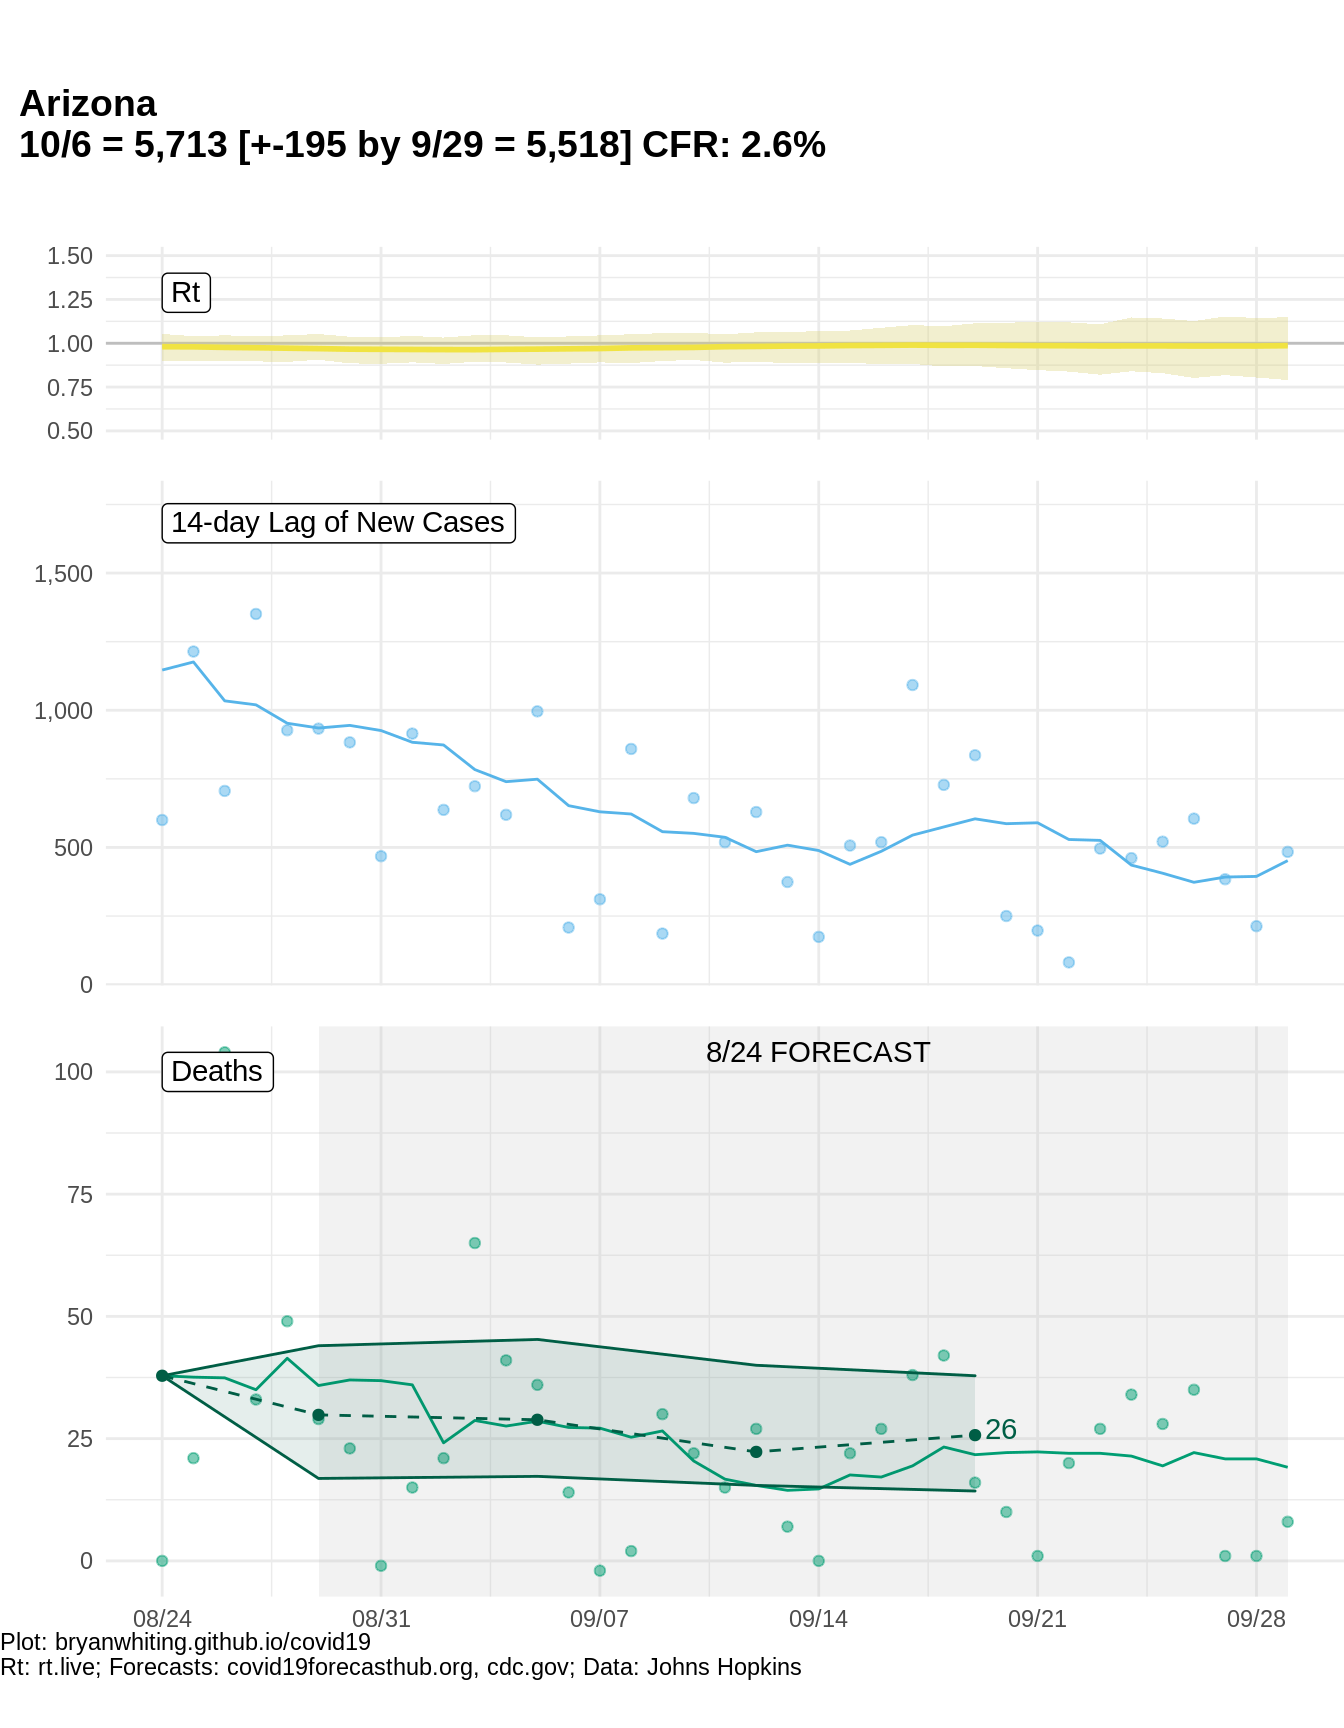 Arizona
10/6 = 5,713 [+-195 by 9/29 = 5,518] CFR: 2.6%
1.50
Rt
1.25
1.00
0.75
0.50
14-day Lag of New Cases
1,500
1,000
500
0
8/24 FORECAST
Deaths
100
75
50
26
25
0
08/24 08/31 09/07 09/14 09/21 09/28
Plot: bryanwhiting.github.io/covid19
Rt: rt.live; Forecasts: covid19forecasthub.org, cdc.gov; Data: Johns Hopkins